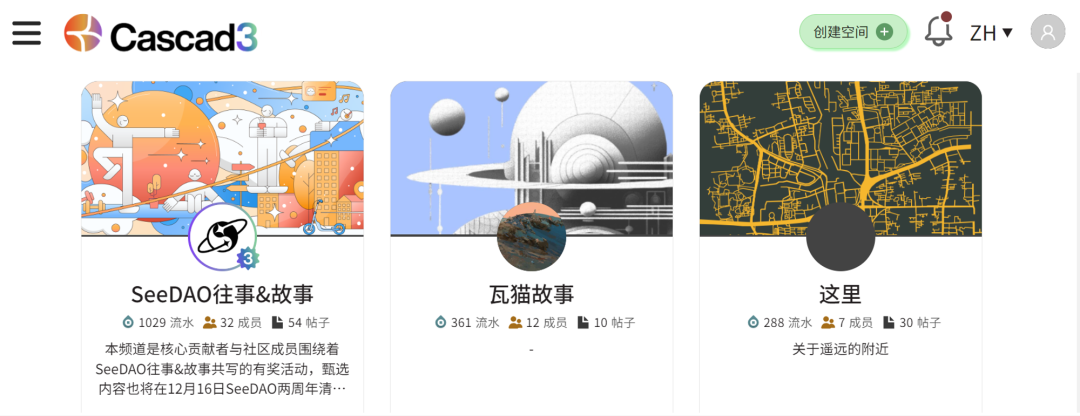 Cascad3
创建空间
ZH
3
SeeDAO往事&故事
1029 流水 32 成员 54 帖子
本频道是核心贡献者与社区成员围绕着
SeeDAO往事&故事共写的有奖活动，甄选
内容也将在12月16日SeeDAO两周年清…
瓦猫故事
361 流水 12 成员 10 帖子
-
这里
288 流水 7 成员 30 帖子
关于遥远的附近